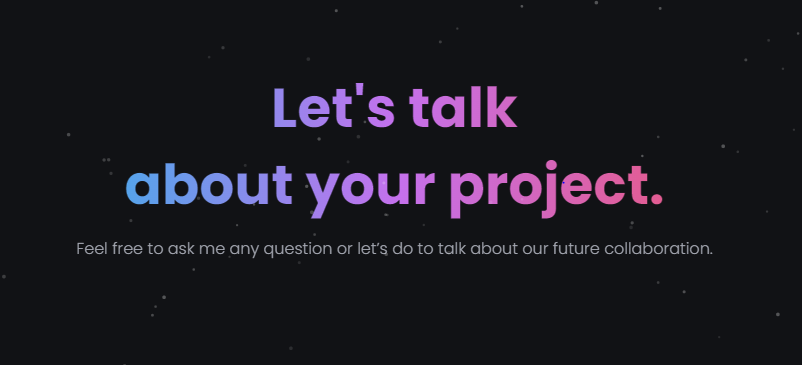 Let's talk
about your project.
Feel free to ask me any question or let’s do to talk about our future collaboration.